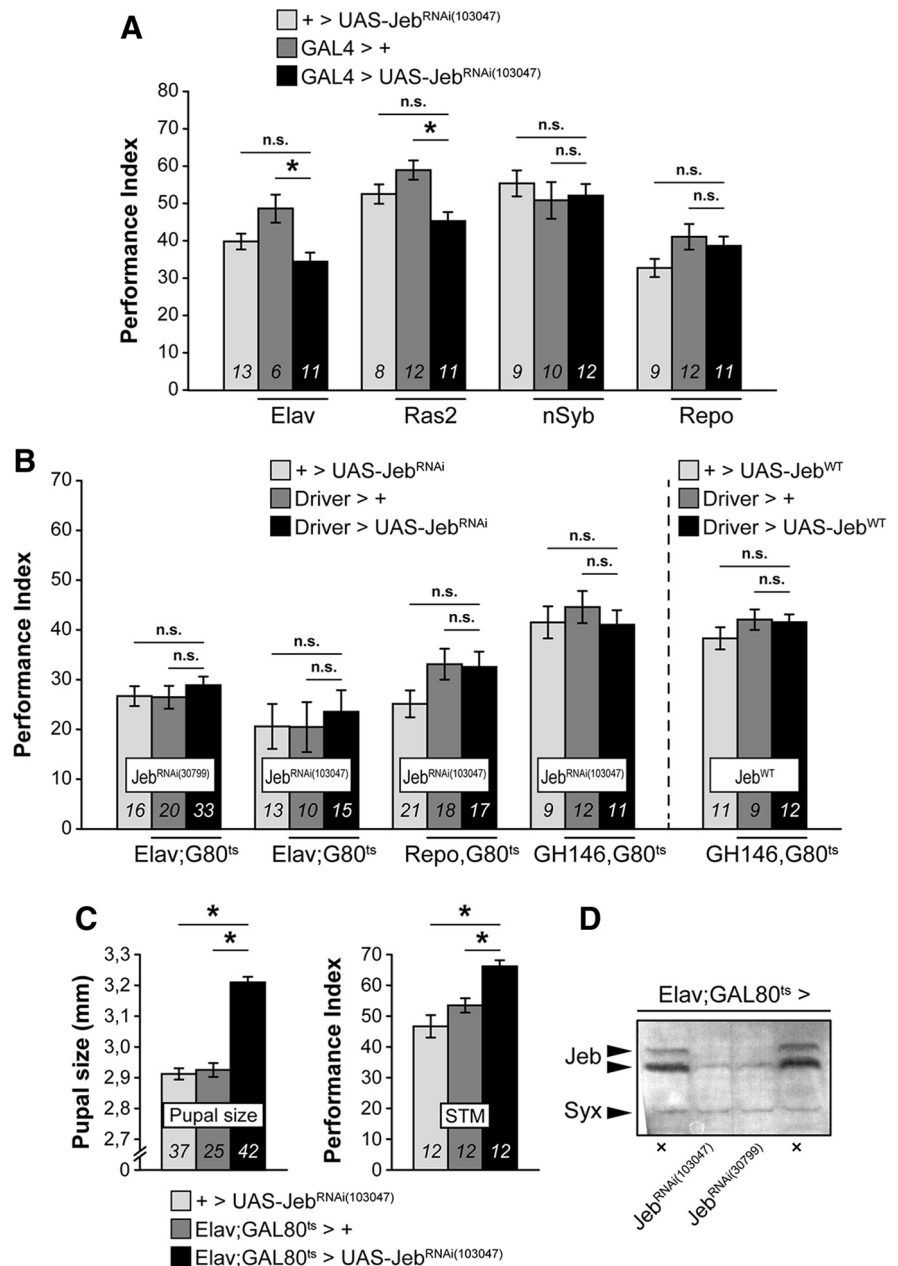 A
+ > UAS-Jeb^RNAi(103047)
GAL4 > +
GAL4 > UAS-Jeb^RNAi(103047)
Performance Index
80
70
60
50
40
30
20
10
0
n.s.
*
n.s.
*
n.s.
n.s.
n.s.
n.s.
13 6 11
8 12 11
9 10 12
9 12 11
Elav Ras2 nSyb Repo
B
+ > UAS-Jeb^RNAi
Driver > +
Driver > UAS-Jeb^RNAi
+ > UAS-Jeb^WT
Driver > +
Driver > UAS-Jeb^WT
Performance Index
70
60
50
40
30
20
10
0
n.s.
n.s.
n.s.
n.s.
n.s.
n.s.
n.s.
n.s.
n.s.
n.s.
Jeb^RNAi(30799) Jeb^RNAi(103047) Jeb^RNAi(103047) Jeb^RNAi(103047) Jeb^WT
16 20 33
13 10 15
21 18 17
9 12 11
11 9 12
Elav;G80^ts Elav;G80^ts Repo,G80^ts GH146,G80^ts GH146,G80^ts
C
Pupal size (mm)
3,3
3,2
3,1
3,0
2,9
2,8
2,7
0
*
*
Pupal size
37 25 42
Performance Index
70
60
50
40
30
20
10
0
*
*
STM
12 12 12
+ > UAS-Jeb^RNAi(103047)
Elav;GAL80^ts > +
Elav;GAL80^ts > UAS-Jeb^RNAi(103047)
D
Elav;GAL80^ts >
Jeb
Syx
+
Jeb^RNAi(103047)
Jeb^RNAi(30799)
+